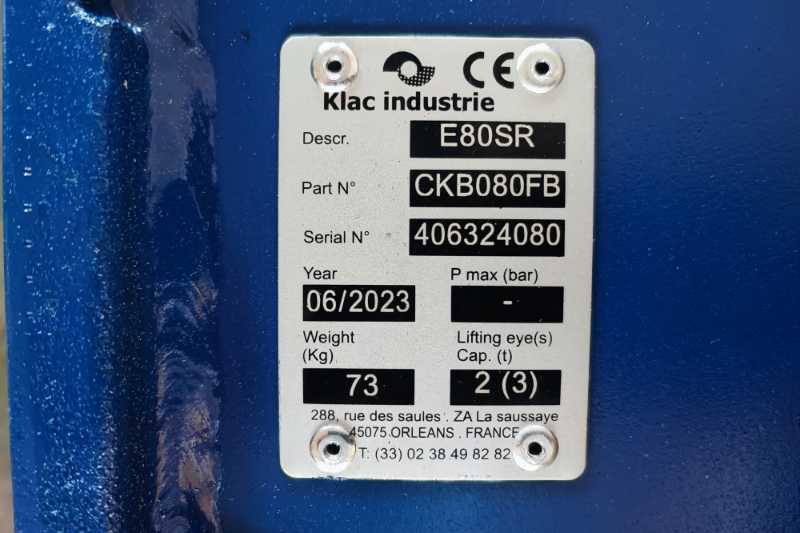 CE
Klac industrie
Descr. E80SR
Part N° CKB080FB
Serial N° 406324080
Year P max (bar)
06/2023 -
Weight (Kg) Lifting eye(s) Cap. (t)
73 2 (3)
288, rue des saules . ZA La saussaye
45075 ORLEANS . FRANCE
T: (33) 02 38 49 82 82